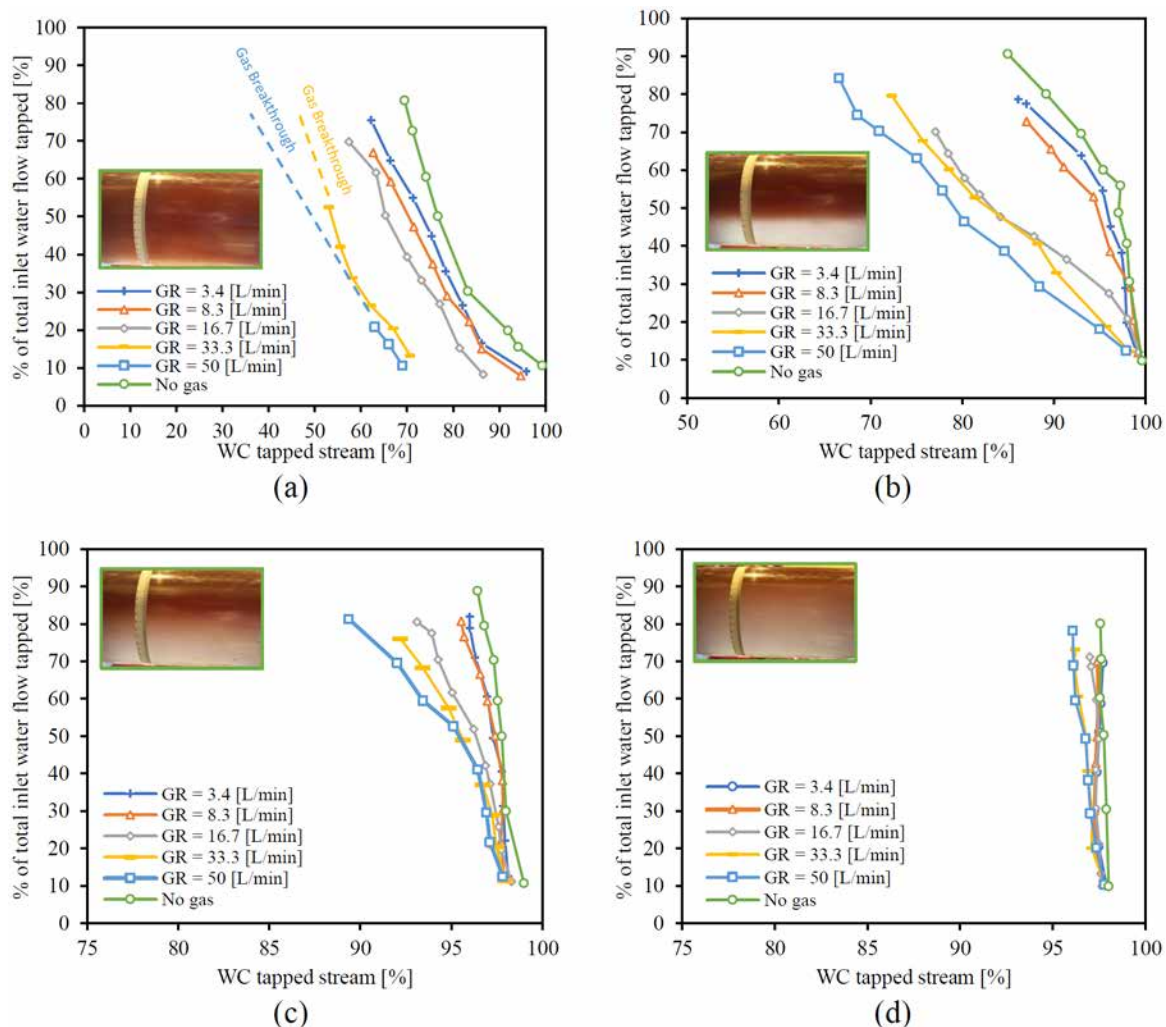 (a)
% of total inlet water flow tapped [%]
100
90
80
70
60
50
40
30
20
10
0
Gas Breakthrough
Gas Breakthrough
GR = 3.4 [L/min]
GR = 8.3 [L/min]
GR = 16.7 [L/min]
GR = 33.3 [L/min]
GR = 50 [L/min]
No gas
0 10 20 30 40 50 60 70 80 90 100
WC tapped stream [%]
(a)
(b)
% of total inlet water flow tapped [%]
100
90
80
70
60
50
40
30
20
10
0
GR = 3.4 [L/min]
GR = 8.3 [L/min]
GR = 16.7 [L/min]
GR = 33.3 [L/min]
GR = 50 [L/min]
No gas
50 60 70 80 90 100
WC tapped stream [%]
(b)
% of total inlet water flow tapped [%]
100
90
80
70
60
50
40
30
20
10
0
GR = 3.4 [L/min]
GR = 8.3 [L/min]
GR = 16.7 [L/min]
GR = 33.3 [L/min]
GR = 50 [L/min]
No gas
75 80 85 90 95 100
WC tapped stream [%]
(c)
% of total inlet water flow tapped [%]
100
90
80
70
60
50
40
30
20
10
0
GR = 3.4 [L/min]
GR = 8.3 [L/min]
GR = 16.7 [L/min]
GR = 33.3 [L/min]
GR = 50 [L/min]
No gas
75 80 85 90 95 100
WC tapped stream [%]
(d)